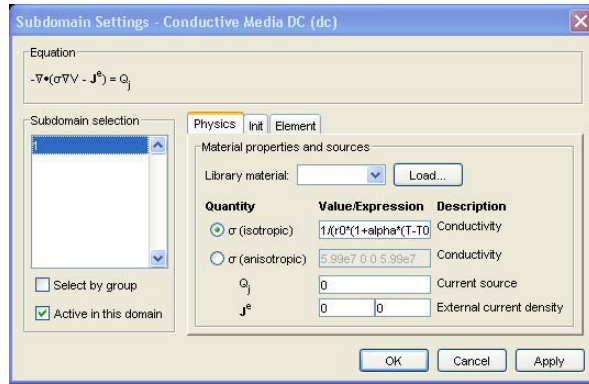 Subdomain Settings - Conductive Media DC (dc)
Equation
-∇•(σ∇V - Jᵉ) = Qⱼ
Subdomain selection
1
Select by group
Active in this domain
Physics Init Element
Material properties and sources
Library material: Load...
Quantity Value/Expression Description
σ (isotropic) 1/(r0*(1+alpha*(T-T0 Conductivity
σ (anisotropic) 5.99e7 0 0 5.99e7 Conductivity
Qⱼ 0 Current source
Jᵉ 0 0 External current density
OK Cancel Apply